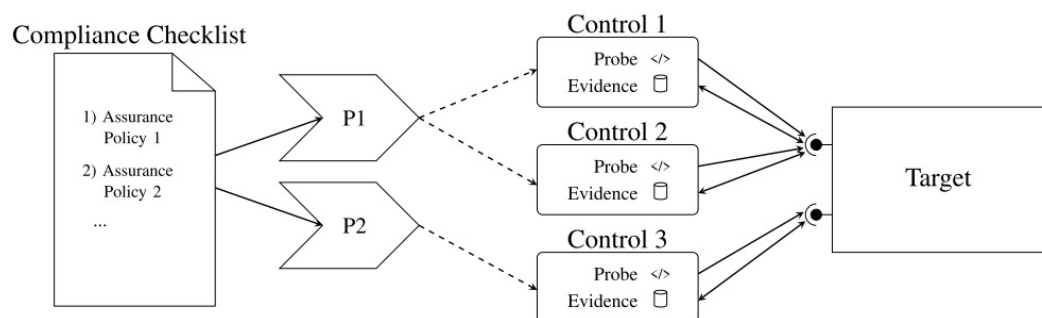 Compliance Checklist
1) Assurance
Policy 1
2) Assurance
Policy 2
...
P1
P2
Control 1
Probe </>
Evidence
Control 2
Probe </>
Evidence
Control 3
Probe </>
Evidence
Target